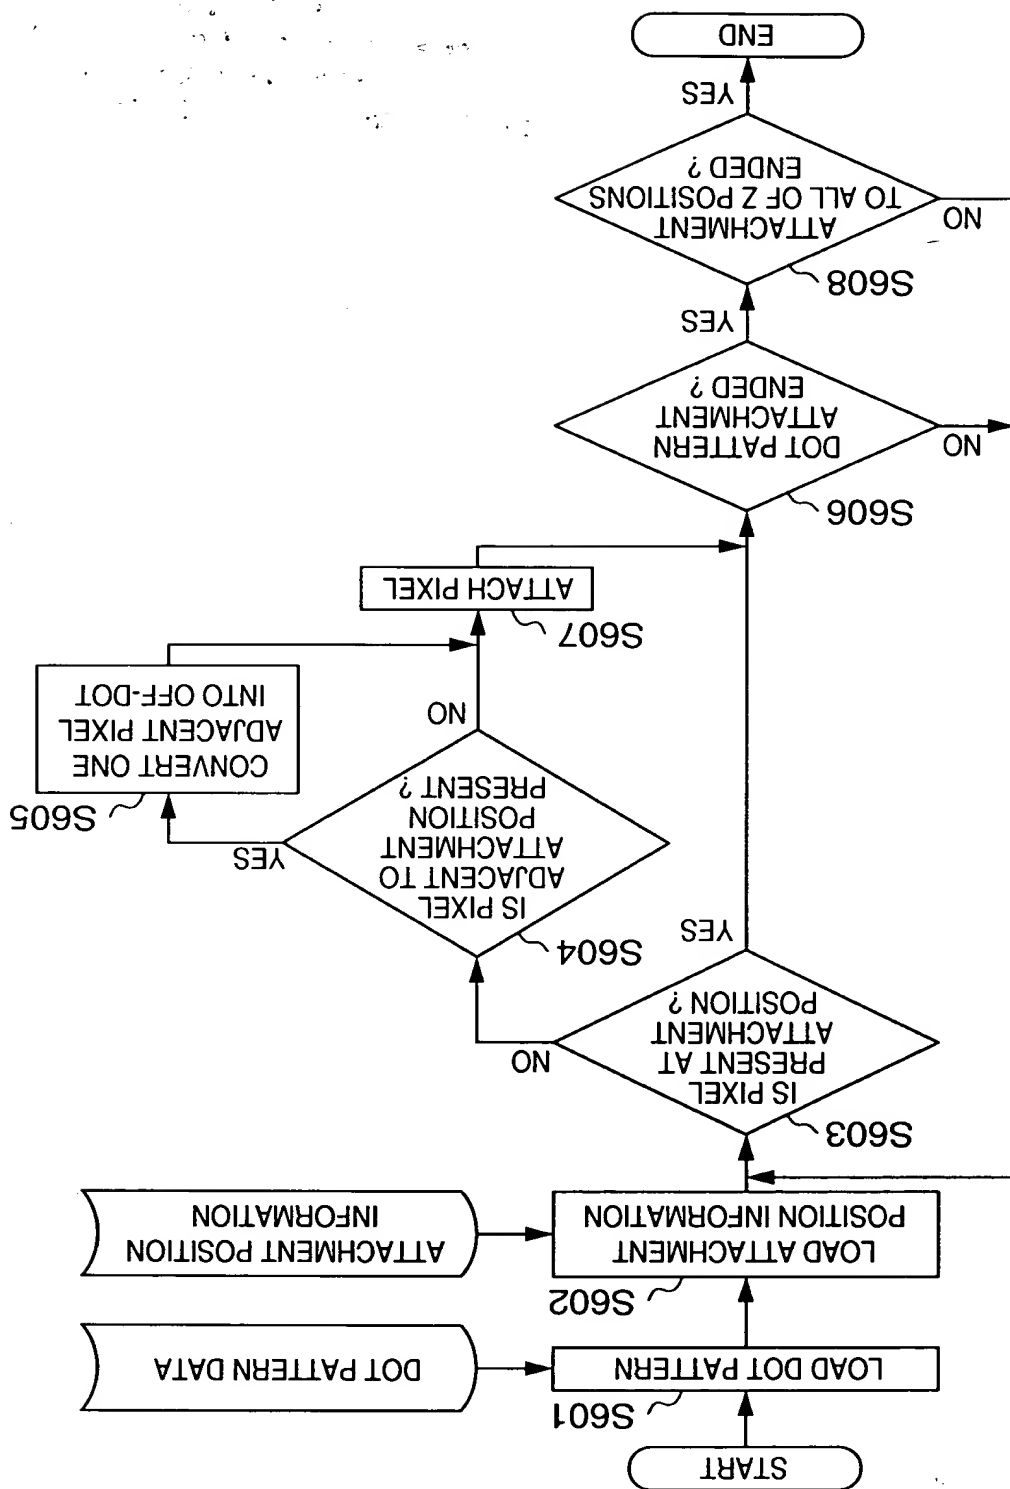 START
S601
LOAD DOT PATTERN
DOT PATTERN DATA
S602
LOAD ATTACHMENT
POSITION INFORMATION
ATTACHMENT POSITION
INFORMATION
S603
IS PIXEL
PRESENT AT
ATTACHMENT
POSITION ?
NO
YES
S604
IS PIXEL
ADJACENT TO
ATTACHMENT
POSITION
PRESENT ?
YES
NO
S605
CONVERT ONE
ADJACENT PIXEL
INTO OFF-DOT
S607
ATTACH PIXEL
S606
DOT PATTERN
ATTACHMENT
ENDED ?
NO
YES
S608
ATTACHMENT
TO ALL OF Z POSITIONS
ENDED ?
NO
YES
END